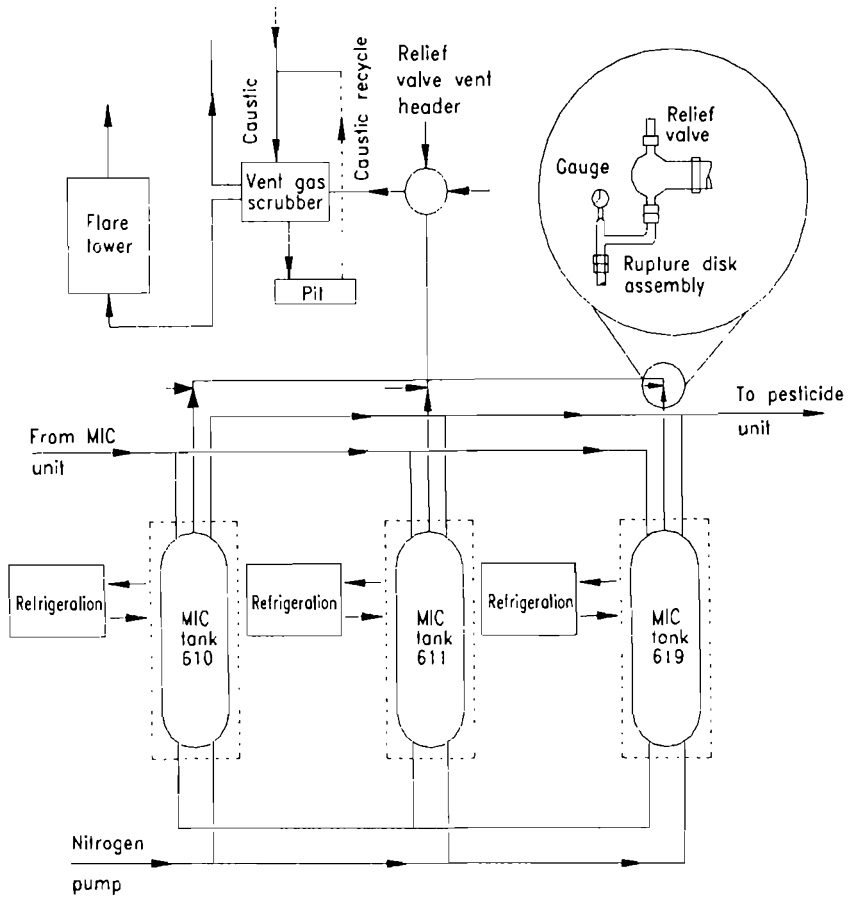 Relief
valve vent
header
Caustic
Caustic recycle
Relief
valve
Gauge
Rupture disk
assembly
Vent gas
scrubber
Flare
tower
Pit
To pesticide
unit
From MIC
unit
Refrigeration
MIC
tank
610
Refrigeration
MIC
tank
611
Refrigeration
MIC
tank
619
Nitrogen
pump